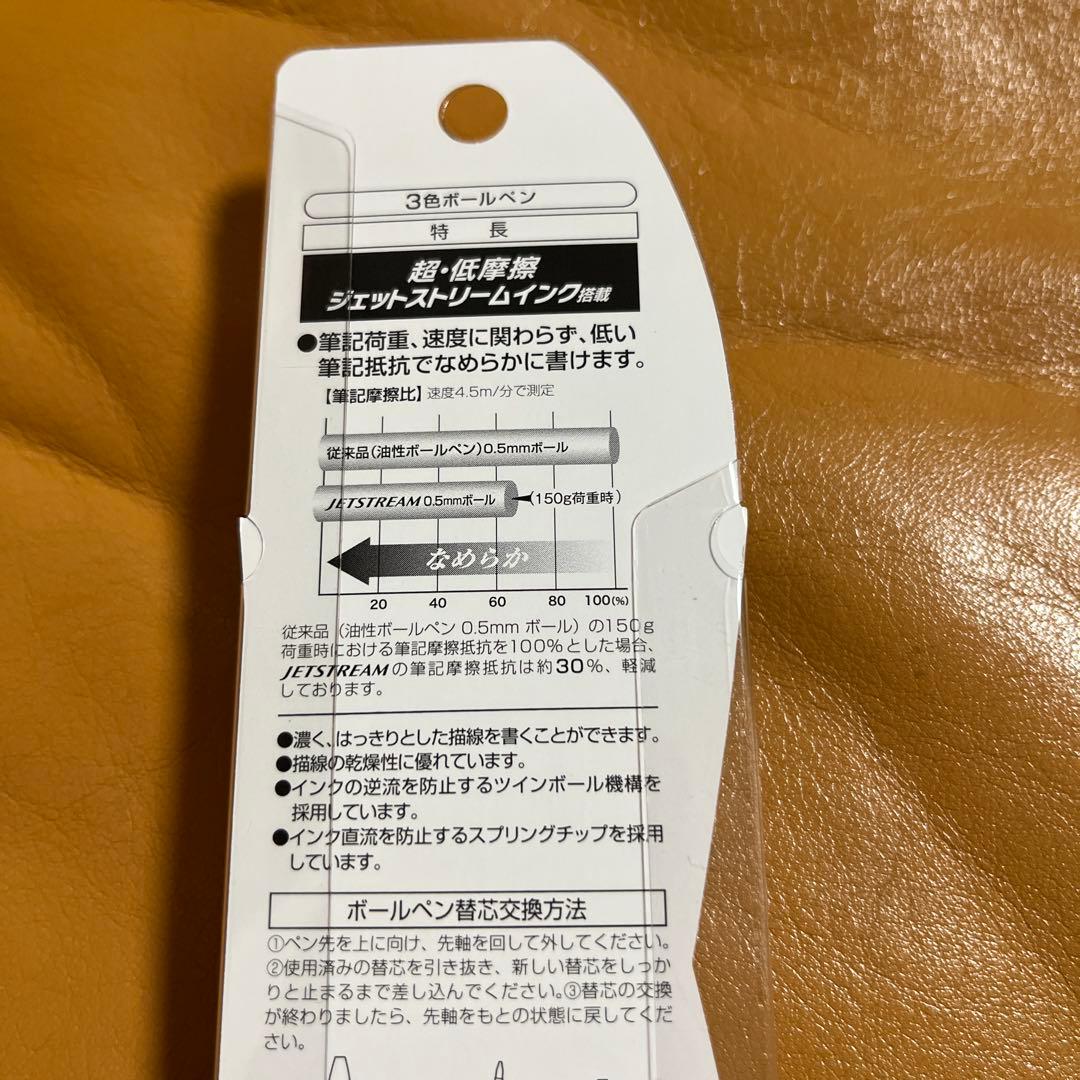 3色ボールペン
特　長
超・低摩擦
ジェットストリームインク搭載
●筆記荷重、速度に関わらず、低い
筆記抵抗でなめらかに書けます。
【筆記摩擦比】速度4.5m/分で測定
従来品(油性ボールペン)0.5mmボール
JETSTREAM 0.5mmボール (150g荷重時)
なめらか
20 40 60 80 100(%)
従来品（油性ボールペン 0.5mm ボール）の150g
荷重時における筆記摩擦抵抗を100%とした場合、
JETSTREAMの筆記摩擦抵抗は約30%、軽減
しております。
●濃く、はっきりとした描線を書くことができます。
●描線の乾燥性に優れています。
●インクの逆流を防止するツインボール機構を
採用しています。
●インク直流を防止するスプリングチップを採用
しています。
ボールペン替芯交換方法
①ペン先を上に向け、先軸を回して外してください。
②使用済みの替芯を引き抜き、新しい替芯をしっか
りと止まるまで差し込んでください。③替芯の交換
が終わりましたら、先軸をもとの状態に戻してくだ
さい。